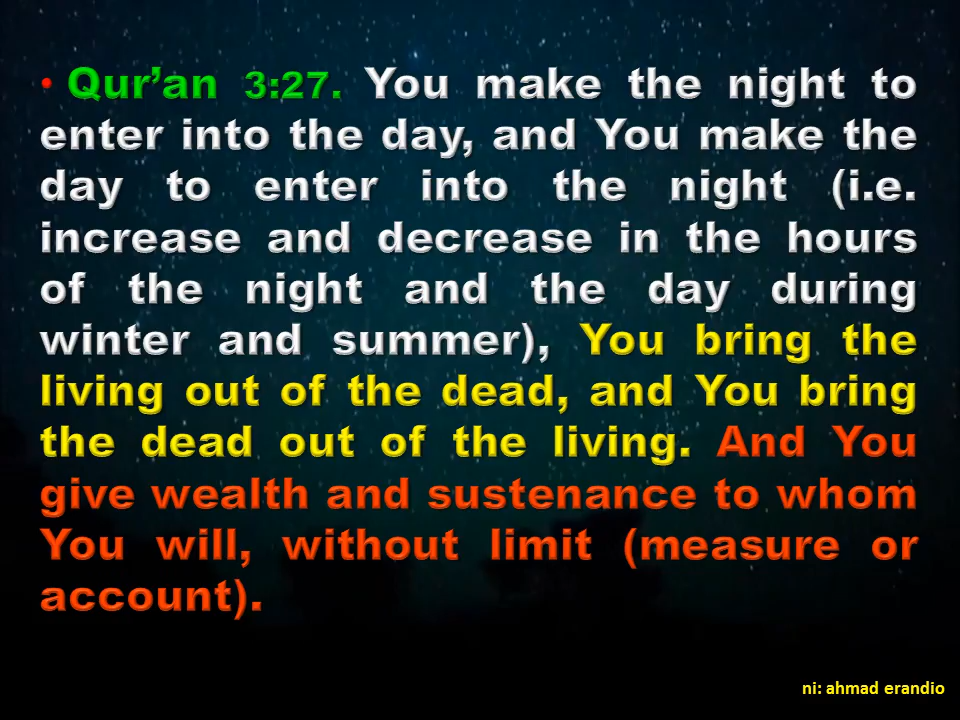 • Qur’an 3:27. You make the night to
enter into the day, and You make the
day to enter into the night (i.e.
increase and decrease in the hours
of the night and the day during
winter and summer), You bring the
living out of the dead, and You bring
the dead out of the living. And You
give wealth and sustenance to whom
You will, without limit (measure or
account).
ni: ahmad erandio